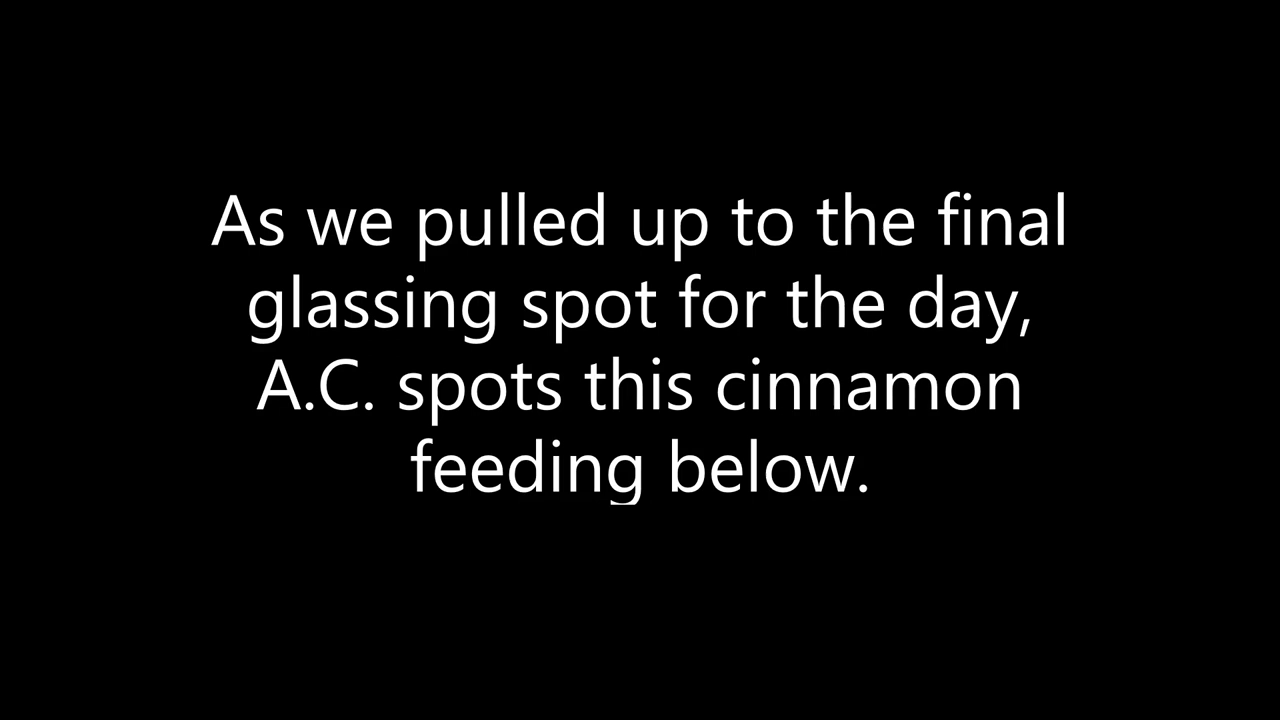 As we pulled up to the final
glassing spot for the day,
A.C. spots this cinnamon
feeding below.